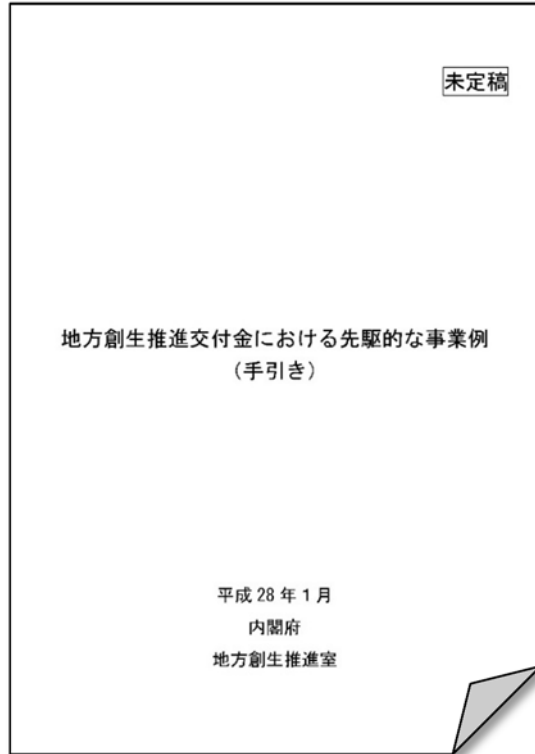 未定稿
地方創生推進交付金における先駆的な事業例
（手引き）
平成 28 年 1 月
内閣府
地方創生推進室